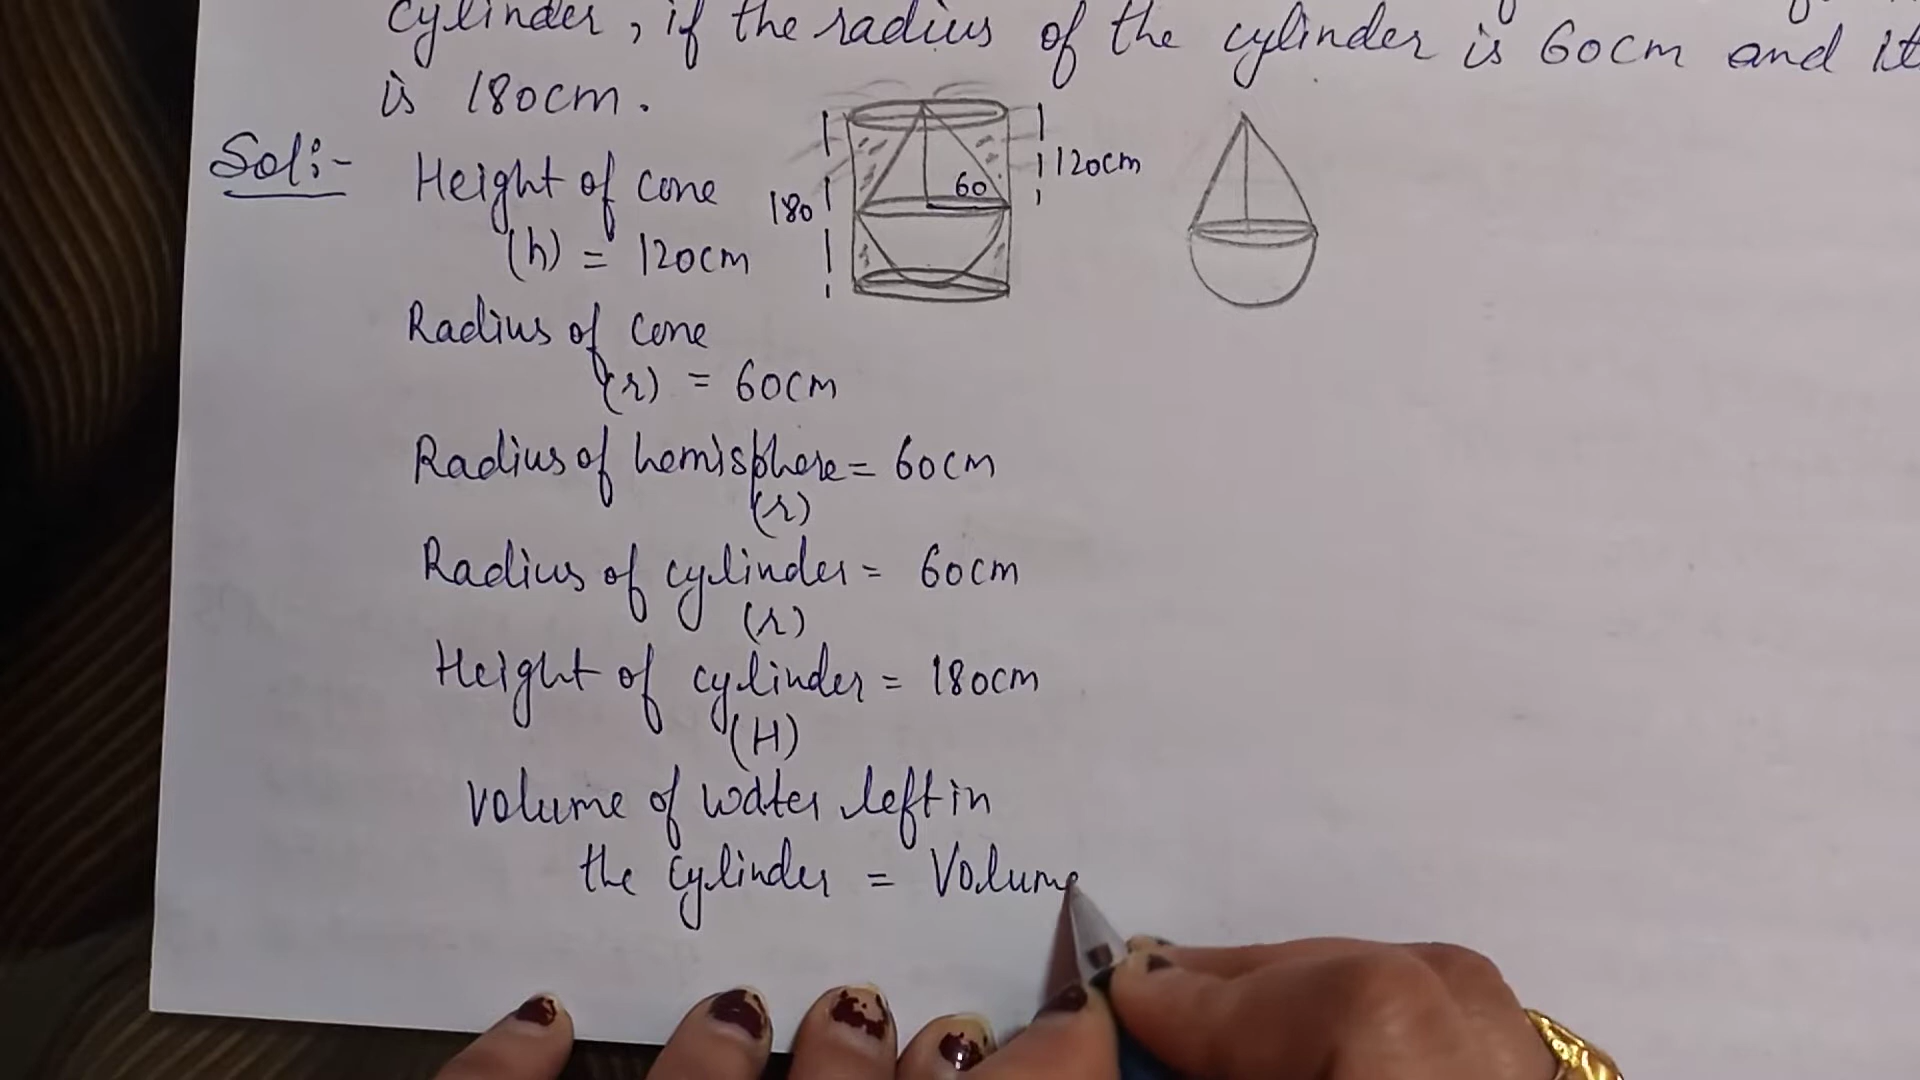 cylinder, if the radius of the cylinder is 60cm and it
is 180cm.
Sol:-
Height of cone
(h) = 120cm
180
60
120cm
Radius of cone
(r) = 60cm
Radius of hemisphere = 60cm
(r)
Radius of cylinder = 60cm
(r)
Height of cylinder = 180cm
(H)
Volume of water left in
the cylinder = Volume